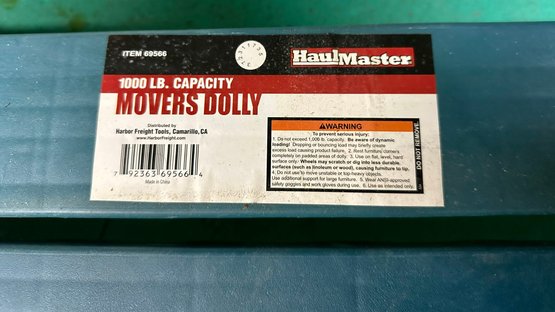 ITEM 69566
HaulMaster
1000 LB. CAPACITY
MOVERS DOLLY
Distributed by
Harbor Freight Tools, Camarillo, CA
www.HarborFreight.com
7 92363 69566 4
Made in China
⚠WARNING
To prevent serious injury:
1. Do not exceed 1,000 lb. capacity. Be aware of dynamic
loading! Dropping or bouncing load may briefly create
excess load causing product failure. 2. Rest furniture corners
completely on padded areas of dolly. 3. Use on flat, level, hard
surface only. Wheels may scratch or dig into less durable
surfaces (such as linoleum or wood), causing furniture to tip.
4. Do not use to move unstable or top heavy objects.
Use additional support for large furniture. 5. Wear ANSI-approved
safety goggles and work gloves during use. 6. Use as intended only.
DO NOT REMOVE.